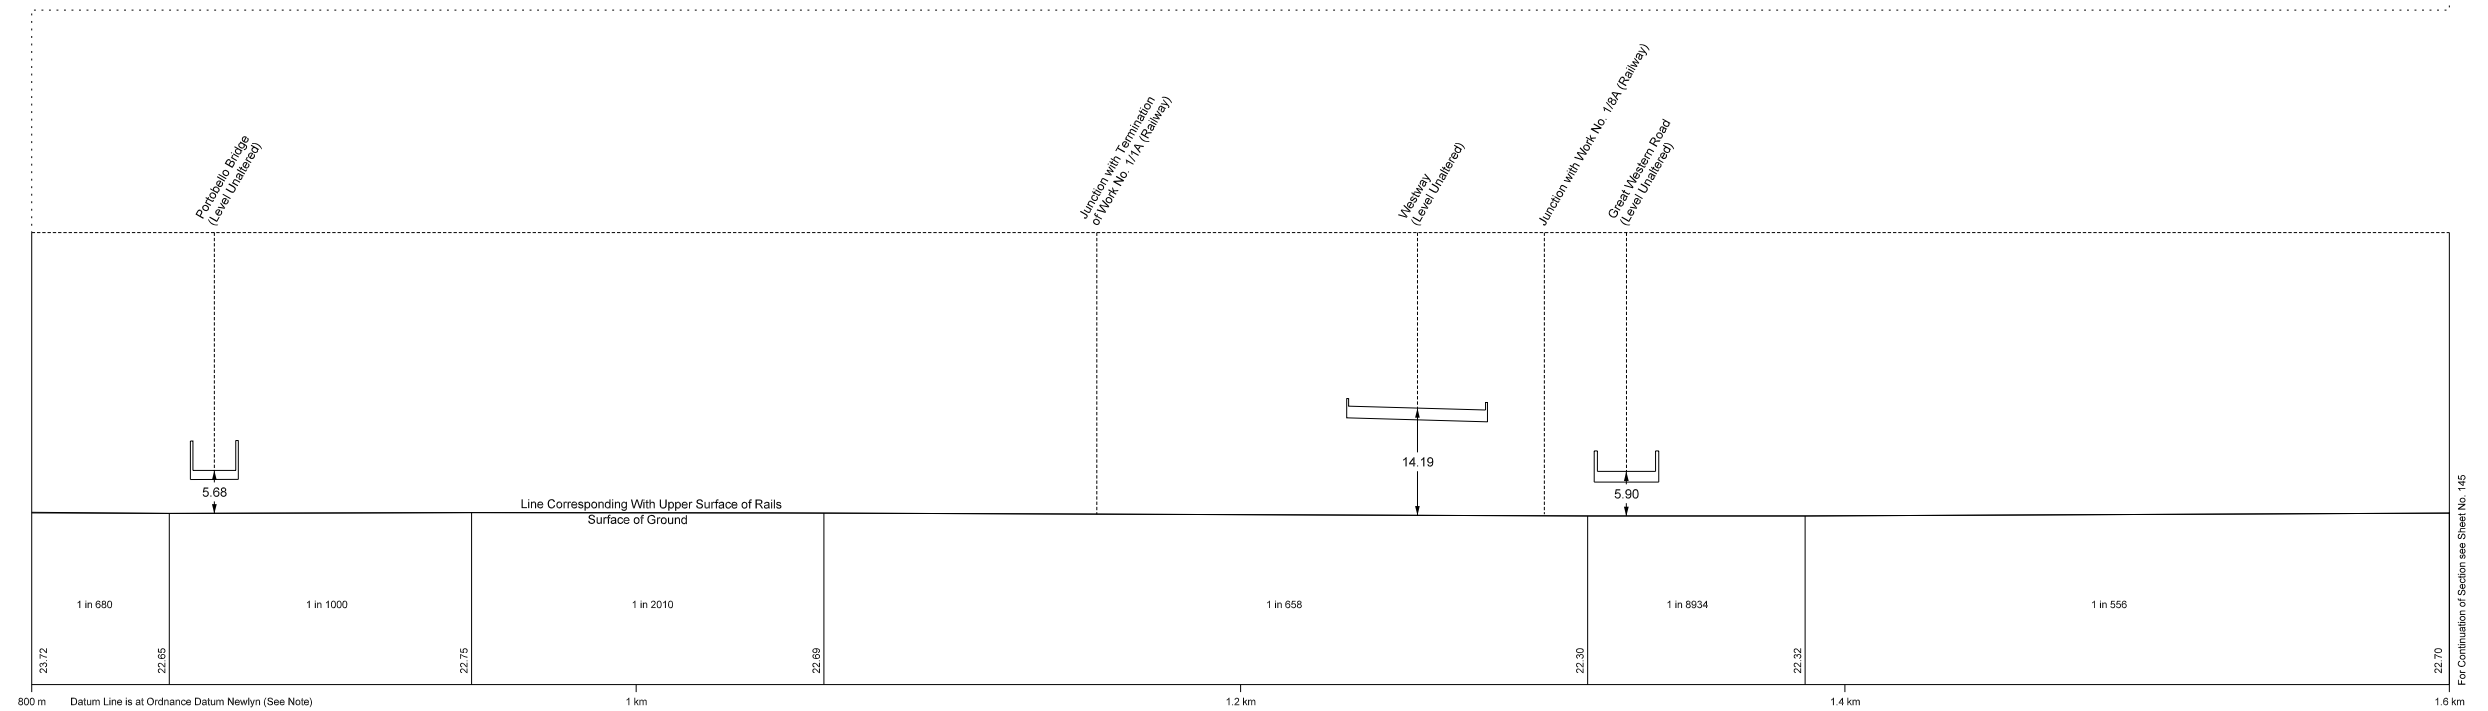 Portobello Bridge
(Level Unaltered)
Junction with Termination
of Work No. 1/1A (Railway)
Westway
(Level Unaltered)
Junction with Work No. 1/8A (Railway)
Great Western Road
(Level Unaltered)
5.68
14.19
5.90
Line Corresponding With Upper Surface of Rails
Surface of Ground
1 in 680
1 in 1000
1 in 2010
1 in 658
1 in 8934
1 in 556
23.72
22.65
22.75
22.69
22.30
22.32
22.70
For Continuation of Section see Sheet No. 145
800 m
Datum Line is at Ordnance Datum Newlyn (See Note)
1 km
1.2 km
1.4 km
1.6 km